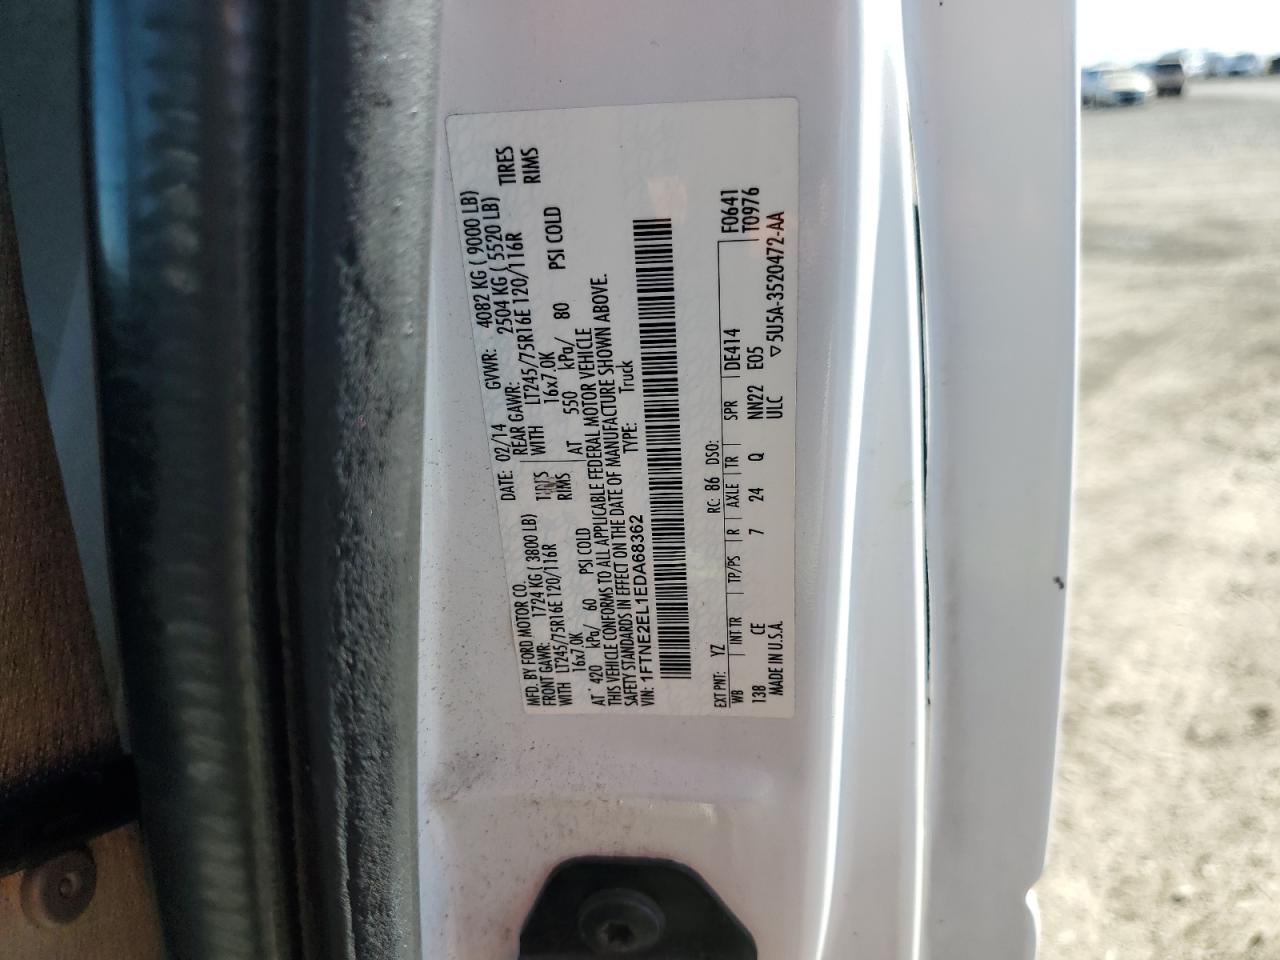 MFD. BY FORD MOTOR CO.
DATE: 02/14 GVWR: 4082 KG ( 9000 LB)
FRONT GAWR: 1724 KG ( 3800 LB)
REAR GAWR: 2504 KG ( 5520 LB)
WITH LT245/75R16E 120/116R TIRES
WITH LT245/75R16E 120/116R TIRES
16x7.0K RIMS
16x7.0K RIMS
AT 420 kPa/ 60 PSI COLD
AT 550 kPa/ 80 PSI COLD
THIS VEHICLE CONFORMS TO ALL APPLICABLE FEDERAL MOTOR VEHICLE
SAFETY STANDARDS IN EFFECT ON THE DATE OF MANUFACTURE SHOWN ABOVE.
VIN: 1FTNE2EL1EDA68362 TYPE: Truck
F0641
T0976
EXT PNT: YZ RC: 86 DSO:
WB INT TR TP/PS R AXLE TR SPR DE414
138 CE 7 24 Q NN22 E05
MADE IN U.S.A. ULC ▽5U5A-3520472-AA